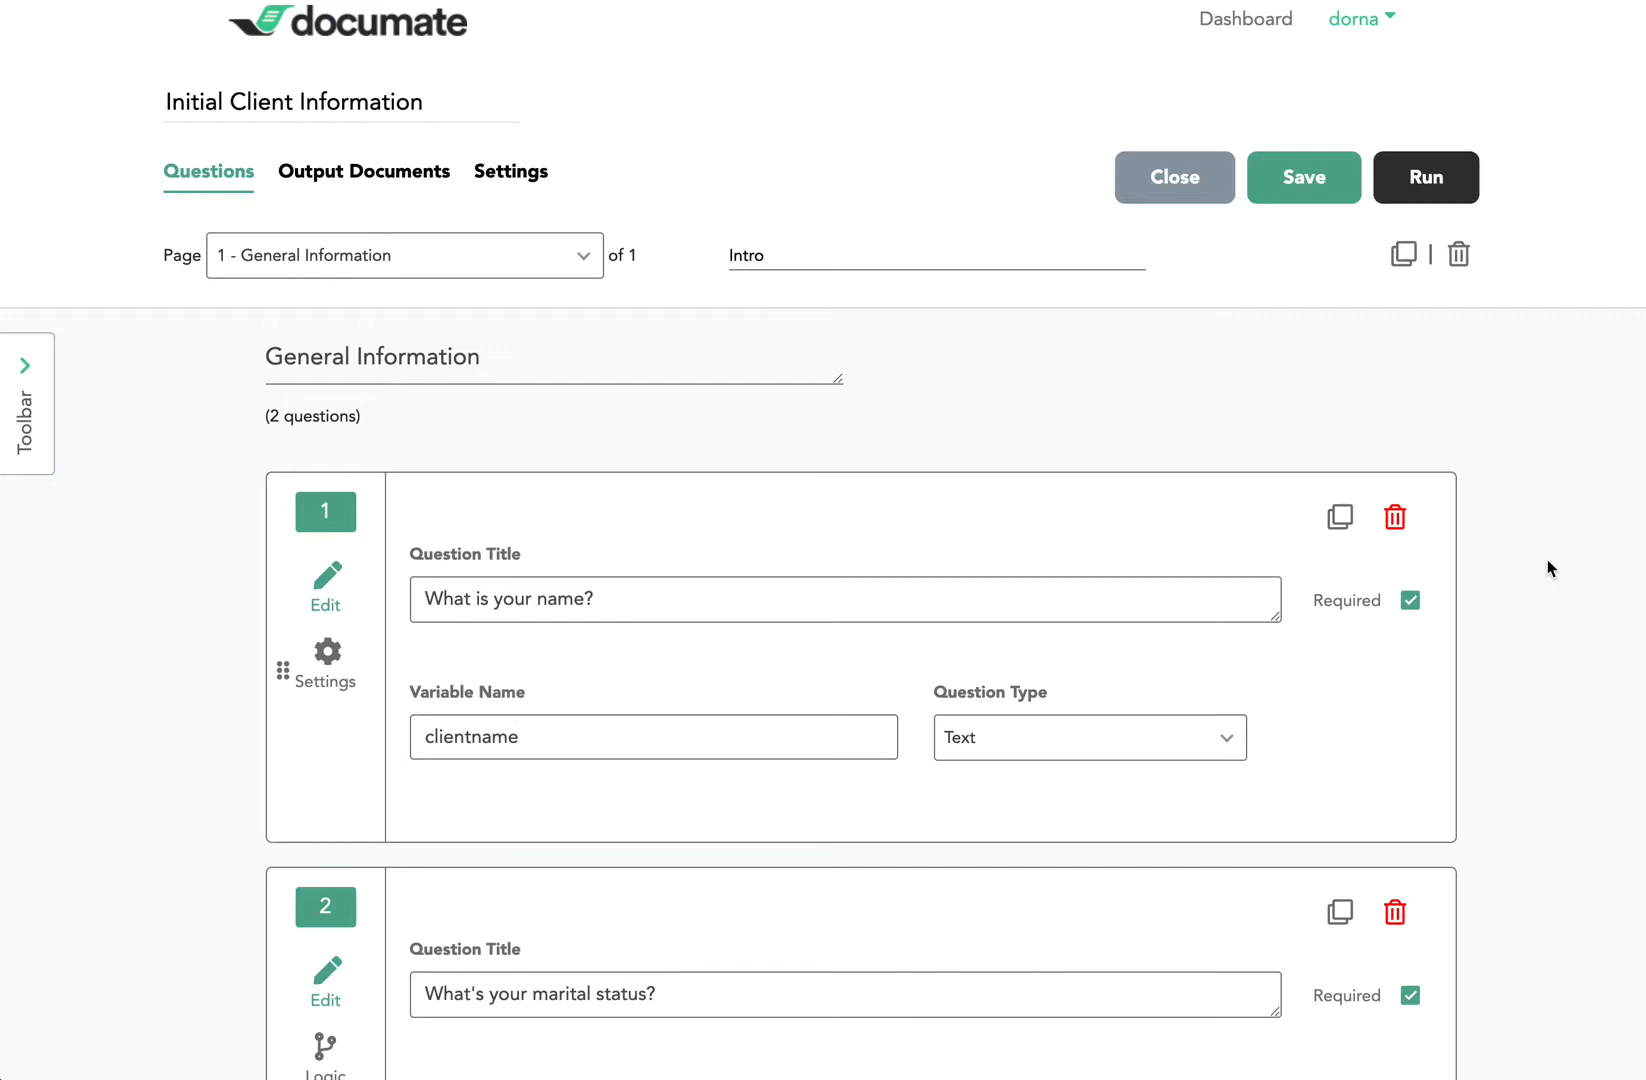 documate
Dashboard dorna
Initial Client Information
Questions Output Documents Settings
Close Save Run
Page 1 - General Information of 1 Intro
Toolbar
General Information
(2 questions)
1
Question Title
Edit
What is your name? Required
Settings
Variable Name Question Type
clientname Text
2
Question Title
Edit
What's your marital status? Required
Logic